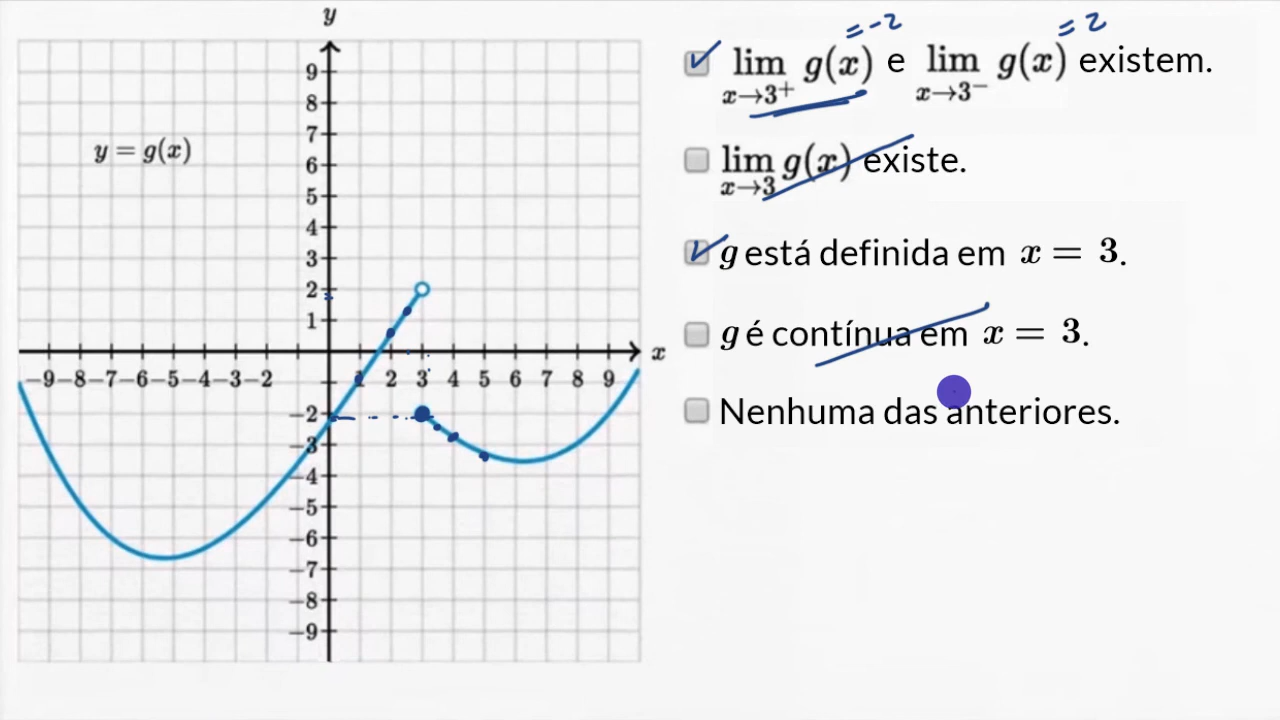 y
y = g(x)
9
8
7
6
5
4
3
2
1
−9 −8 −7 −6 −5 −4 −3 −2 1 2 3 4 5 6 7 8 9 x
−2
−3
−4
−5
−6
−7
−8
−9
= -2 = 2
lim x→3⁺ g(x) e lim x→3⁻ g(x) existem.
lim x→3 g(x) existe.
g está definida em x = 3.
g é contínua em x = 3.
Nenhuma das anteriores.